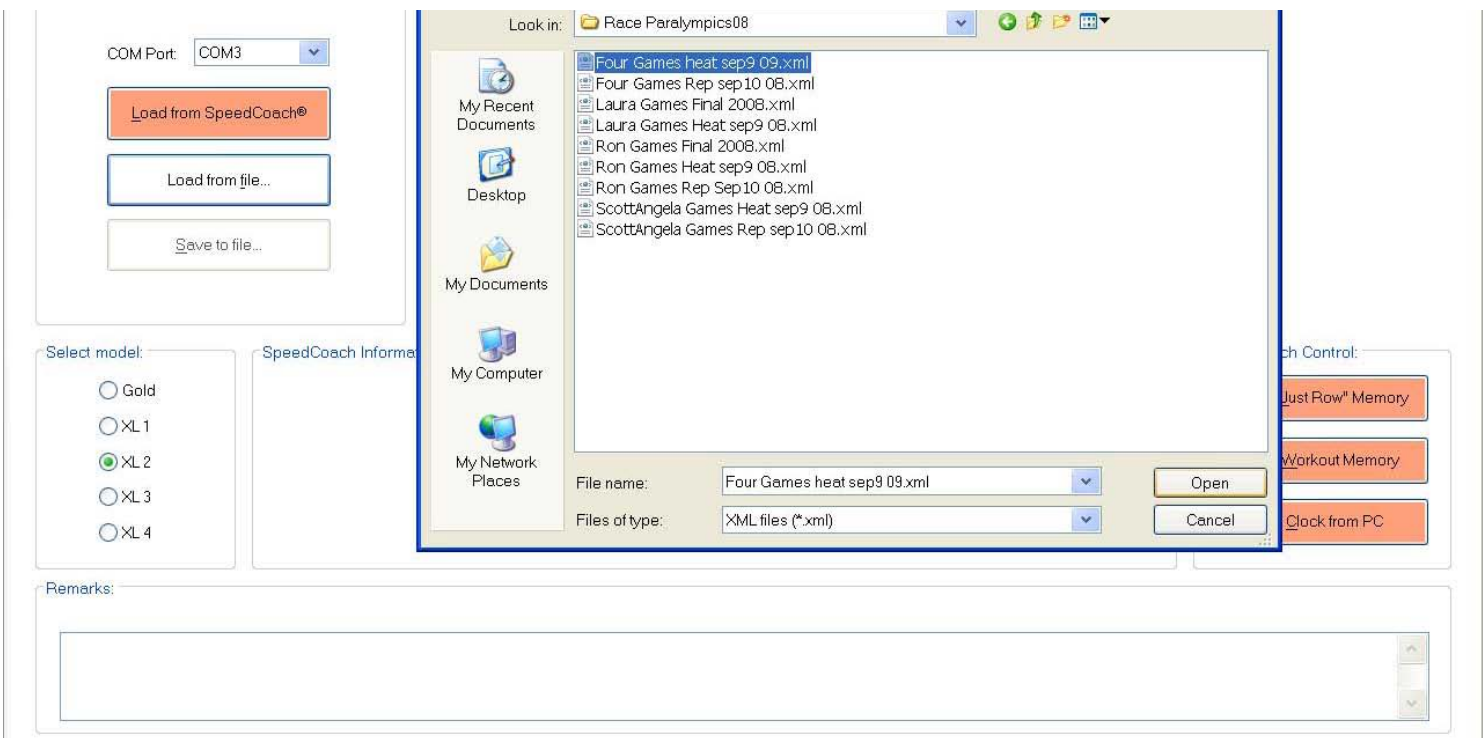 COM Port: COM3
Load from SpeedCoach®
Load from file...
Save to file...
Look in: Race Paralympics08
My Recent
Documents
Desktop
My Documents
My Computer
My Network
Places
Four Games heat sep9 09.xml
Four Games Rep sep10 08.xml
Laura Games Final 2008.xml
Laura Games Heat sep9 08.xml
Ron Games Final 2008.xml
Ron Games Heat sep9 08.xml
Ron Games Rep Sep10 08.xml
ScottAngela Games Heat sep9 08.xml
ScottAngela Games Rep sep10 08.xml
File name: Four Games heat sep9 09.xml Open
Files of type: XML files (*.xml) Cancel
Select model:
Gold
XL 1
XL 2
XL 3
XL 4
SpeedCoach Informa
ch Control:
Just Row" Memory
Workout Memory
Clock from PC
Remarks: